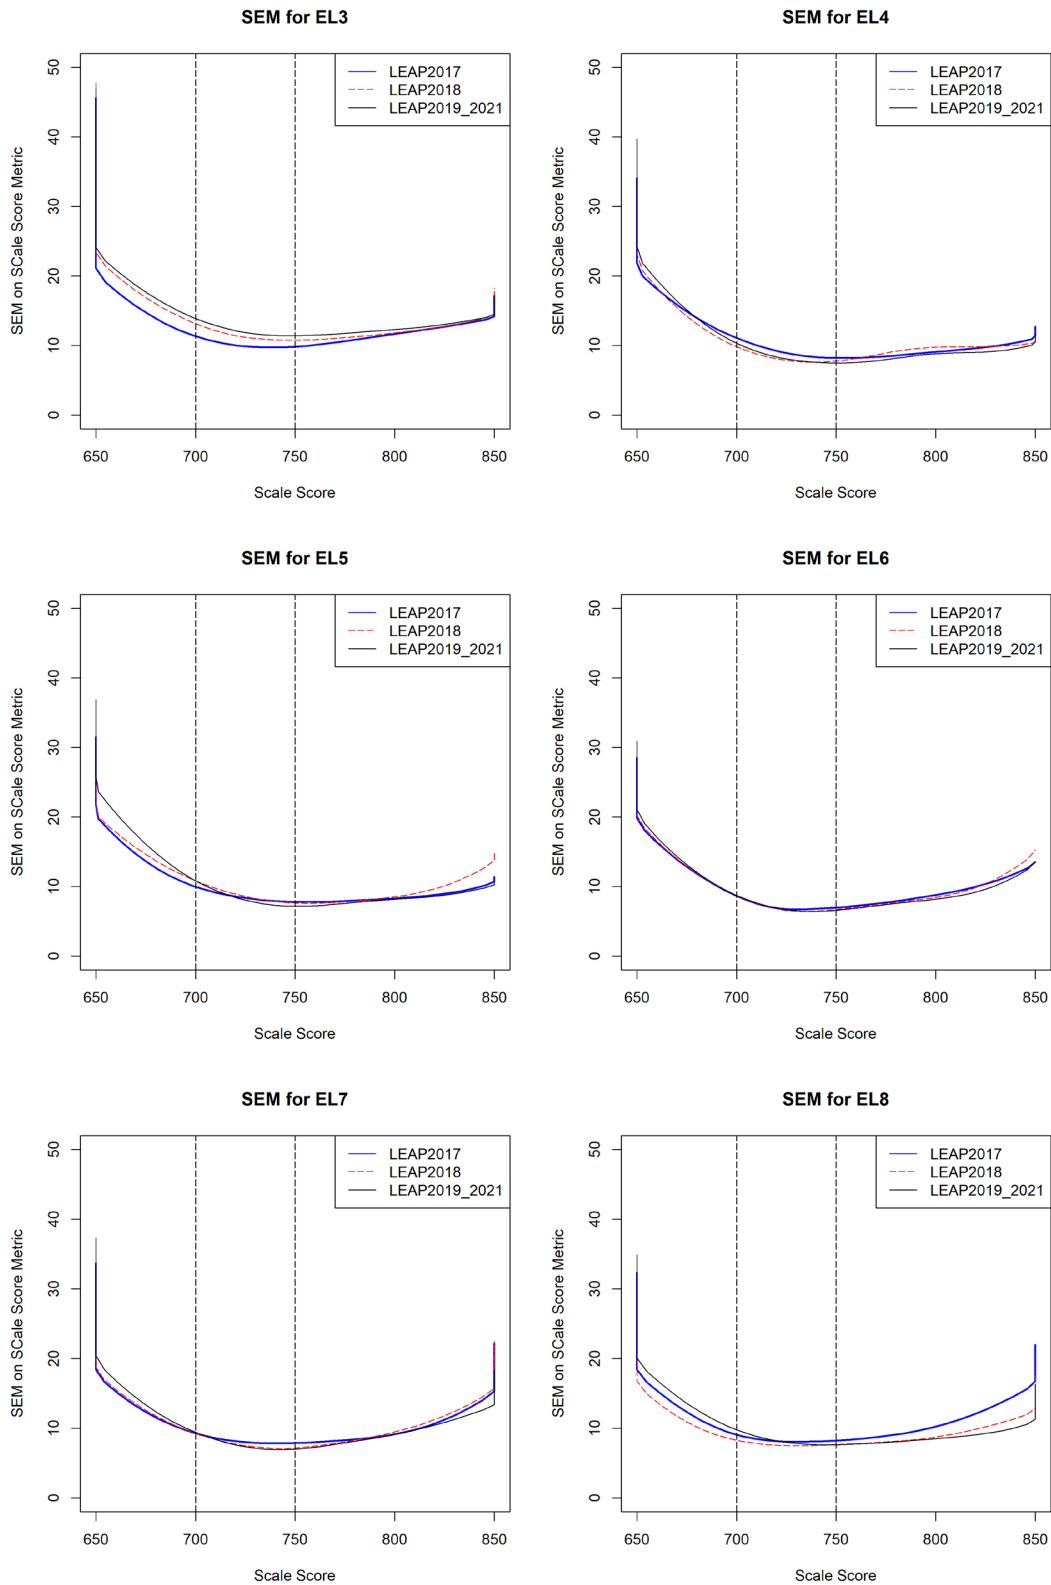 SEM for EL3
SEM on SCale Score Metric
50
40
30
20
10
0
LEAP2017
LEAP2018
LEAP2019_2021
650 700 750 800 850
Scale Score
SEM for EL4
SEM on SCale Score Metric
50
40
30
20
10
0
LEAP2017
LEAP2018
LEAP2019_2021
650 700 750 800 850
Scale Score
SEM for EL5
SEM on SCale Score Metric
50
40
30
20
10
0
LEAP2017
LEAP2018
LEAP2019_2021
650 700 750 800 850
Scale Score
SEM for EL6
SEM on SCale Score Metric
50
40
30
20
10
0
LEAP2017
LEAP2018
LEAP2019_2021
650 700 750 800 850
Scale Score
SEM for EL7
SEM on SCale Score Metric
50
40
30
20
10
0
LEAP2017
LEAP2018
LEAP2019_2021
650 700 750 800 850
Scale Score
SEM for EL8
SEM on SCale Score Metric
50
40
30
20
10
0
LEAP2017
LEAP2018
LEAP2019_2021
650 700 750 800 850
Scale Score